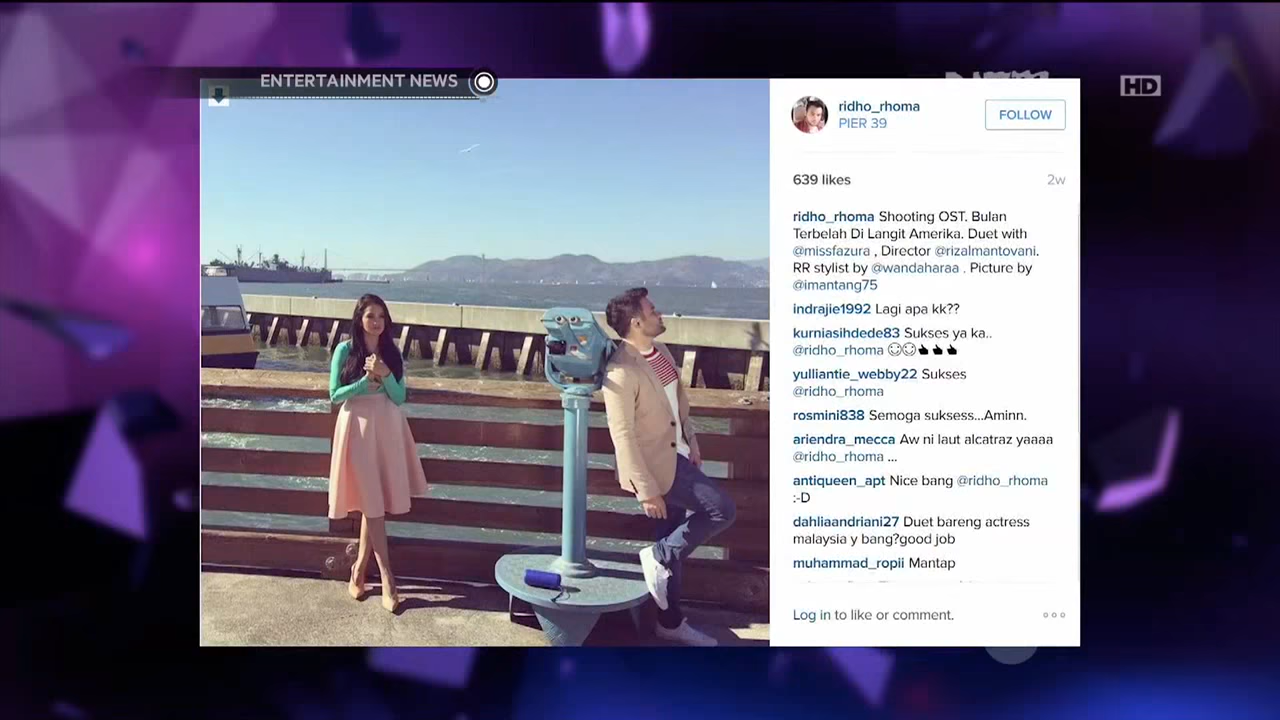 ENTERTAINMENT NEWS
HD
ridho_rhoma
PIER 39
FOLLOW
639 likes
2w
ridho_rhoma Shooting OST. Bulan
Terbelah Di Langit Amerika. Duet with
@missfazura , Director @rizalmantovani.
RR stylist by @wandaharaa . Picture by
@imantang75
indrajie1992 Lagi apa kk??
kurniasihdede83 Sukses ya ka..
@ridho_rhoma
yulliantie_webby22 Sukses
@ridho_rhoma
rosmini838 Semoga suksess...Aminn.
ariendra_mecca Aw ni laut alcatraz yaaaa
@ridho_rhoma ...
antiqueen_apt Nice bang @ridho_rhoma
:-D
dahliaandriani27 Duet bareng actress
malaysia y bang?good job
muhammad_ropii Mantap
Log in to like or comment.